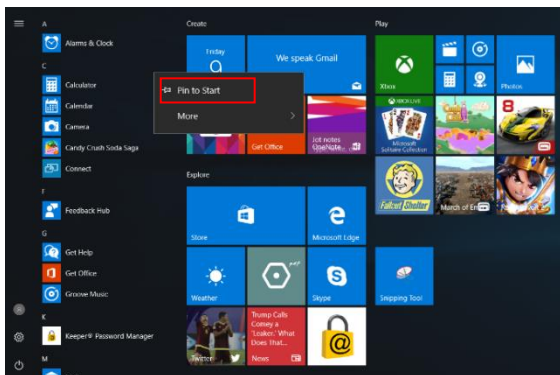 A
Alarms & Clock
C
Calculator
Calendar
Camera
Candy Crush Soda Saga
Connect
F
Feedback Hub
G
Get Help
Get Office
Groove Music
K
Keeper® Password Manager
M
Create
Friday
We speak Gmail
Pin to Start
More
Get Office
Jot notes
OneNote
Explore
Store
Microsoft Edge
Weather
Skype
Twitter
Trump Calls
Comey a
'Leaker.' What
Does That...
News
Play
Xbox
Photos
XBOX LIVE
Microsoft
Solitaire Collection
8
Fallout Shelter
March of Em
Snipping Tool